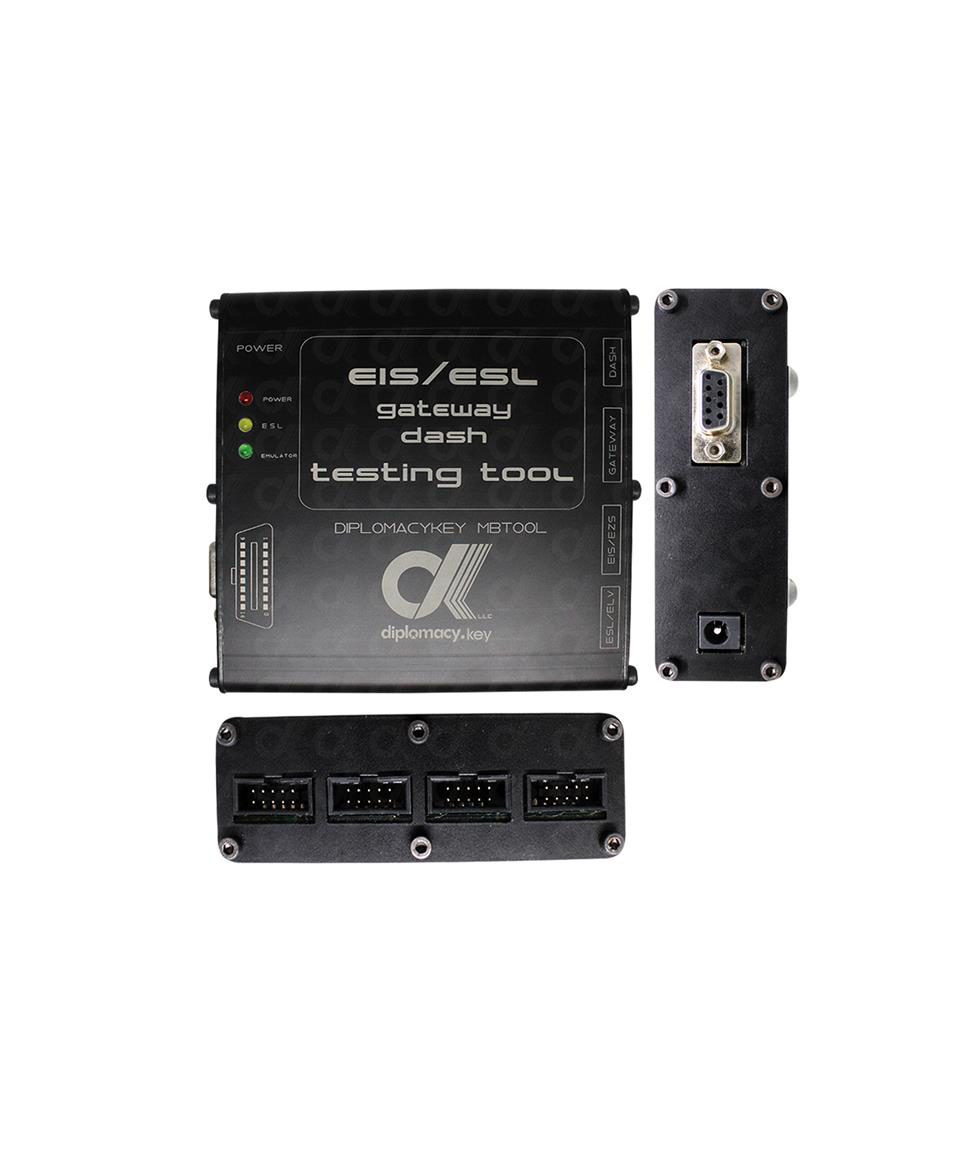 POWER
EIS/ESL
gateway
dash
testing tool
POWER
ESL
EMULATOR
DASH
GATEWAY
EIS/EZS
ESL/ELV
DIPLOMACYKEY MBTOOL
dk
LLC
diplomacy.key